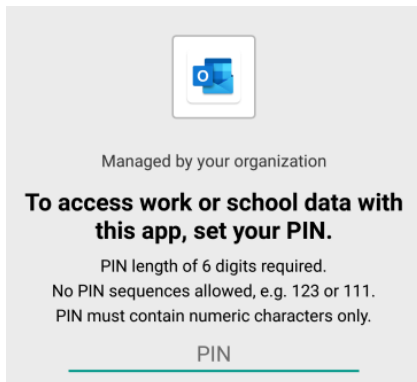 Managed by your organization
To access work or school data with
this app, set your PIN.
PIN length of 6 digits required.
No PIN sequences allowed, e.g. 123 or 111.
PIN must contain numeric characters only.
PIN